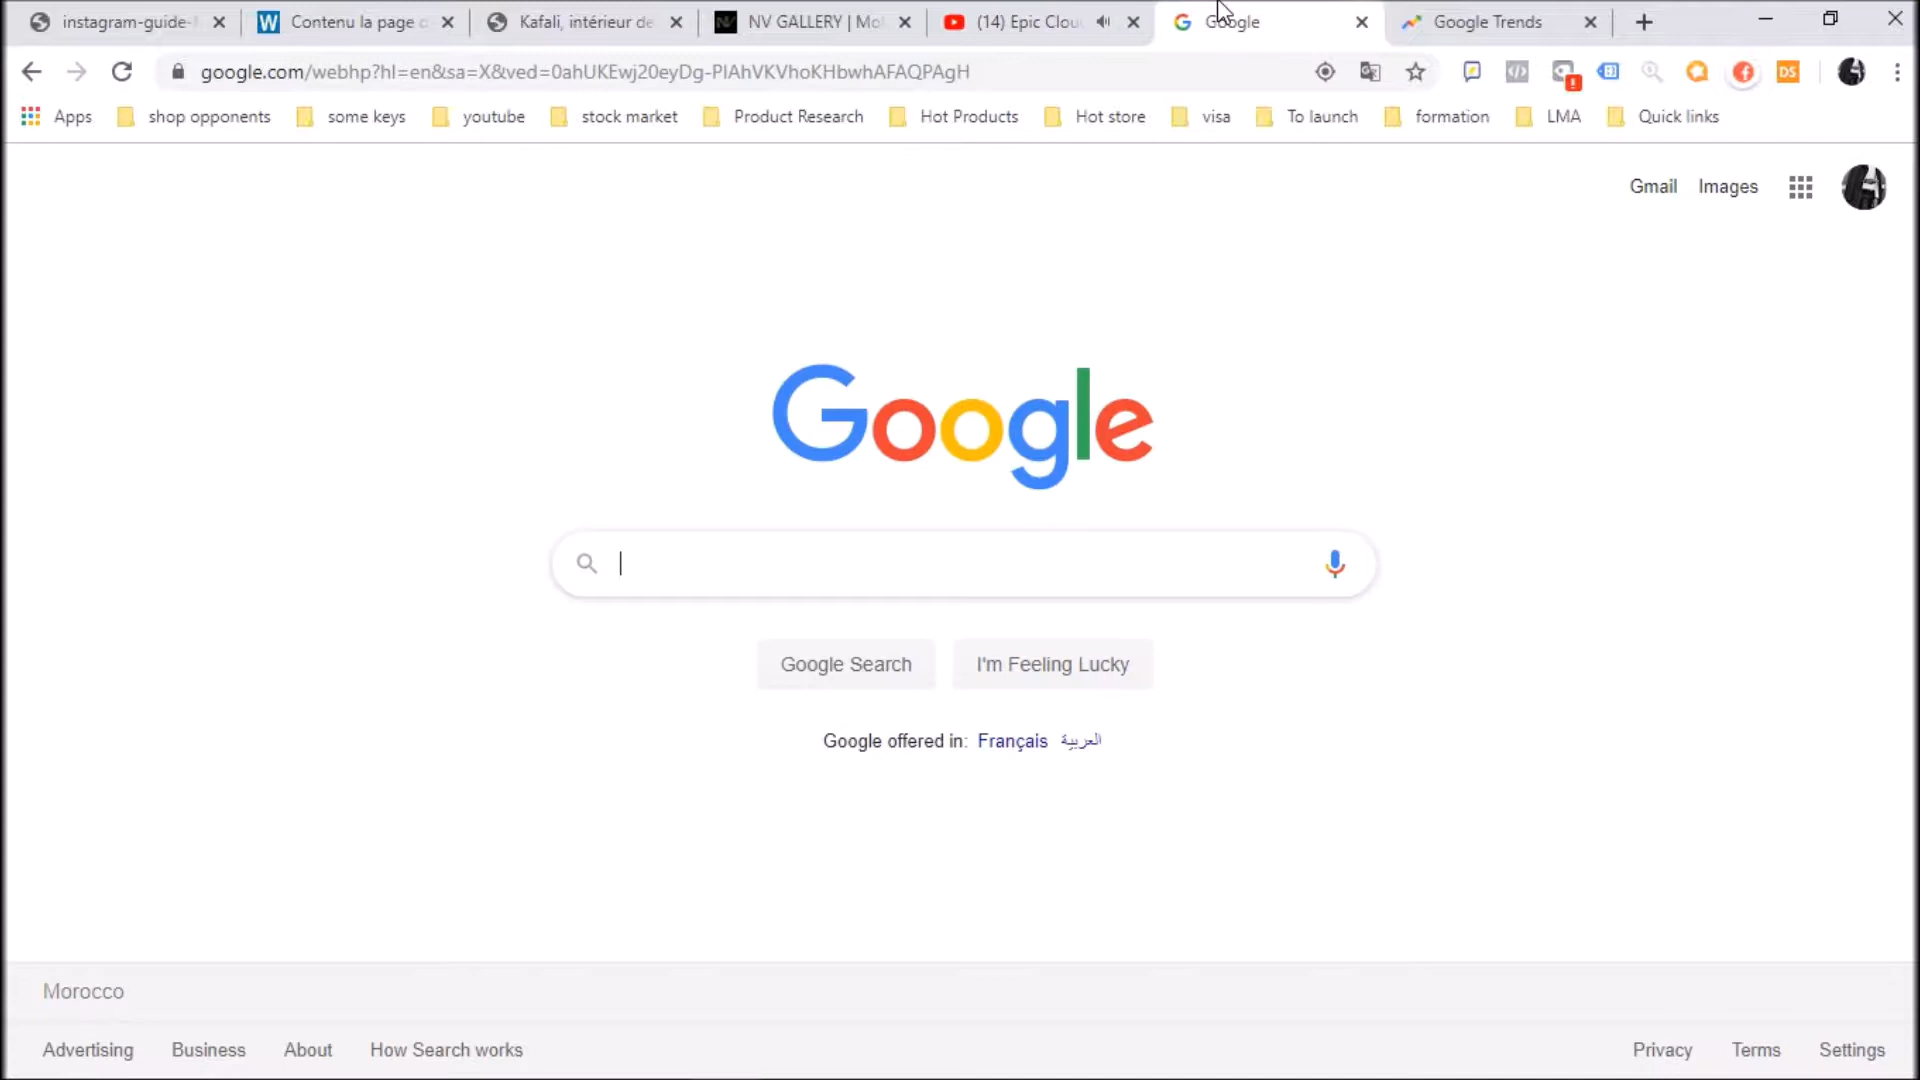 instagram-guide- Contenu la page Kafali, intérieur de NV GALLERY | Mo (14) Epic Clou Google Google Trends
google.com/webhp?hl=en&sa=X&ved=0ahUKEwj20eyDg-PIAhVKVhoKHbwhAFAQPAgH
Apps shop opponents some keys youtube stock market Product Research Hot Products Hot store visa To launch formation LMA Quick links
Gmail Images
Google
Google Search I'm Feeling Lucky
Google offered in: Français العربية
Morocco
Advertising Business About How Search works Privacy Terms Settings